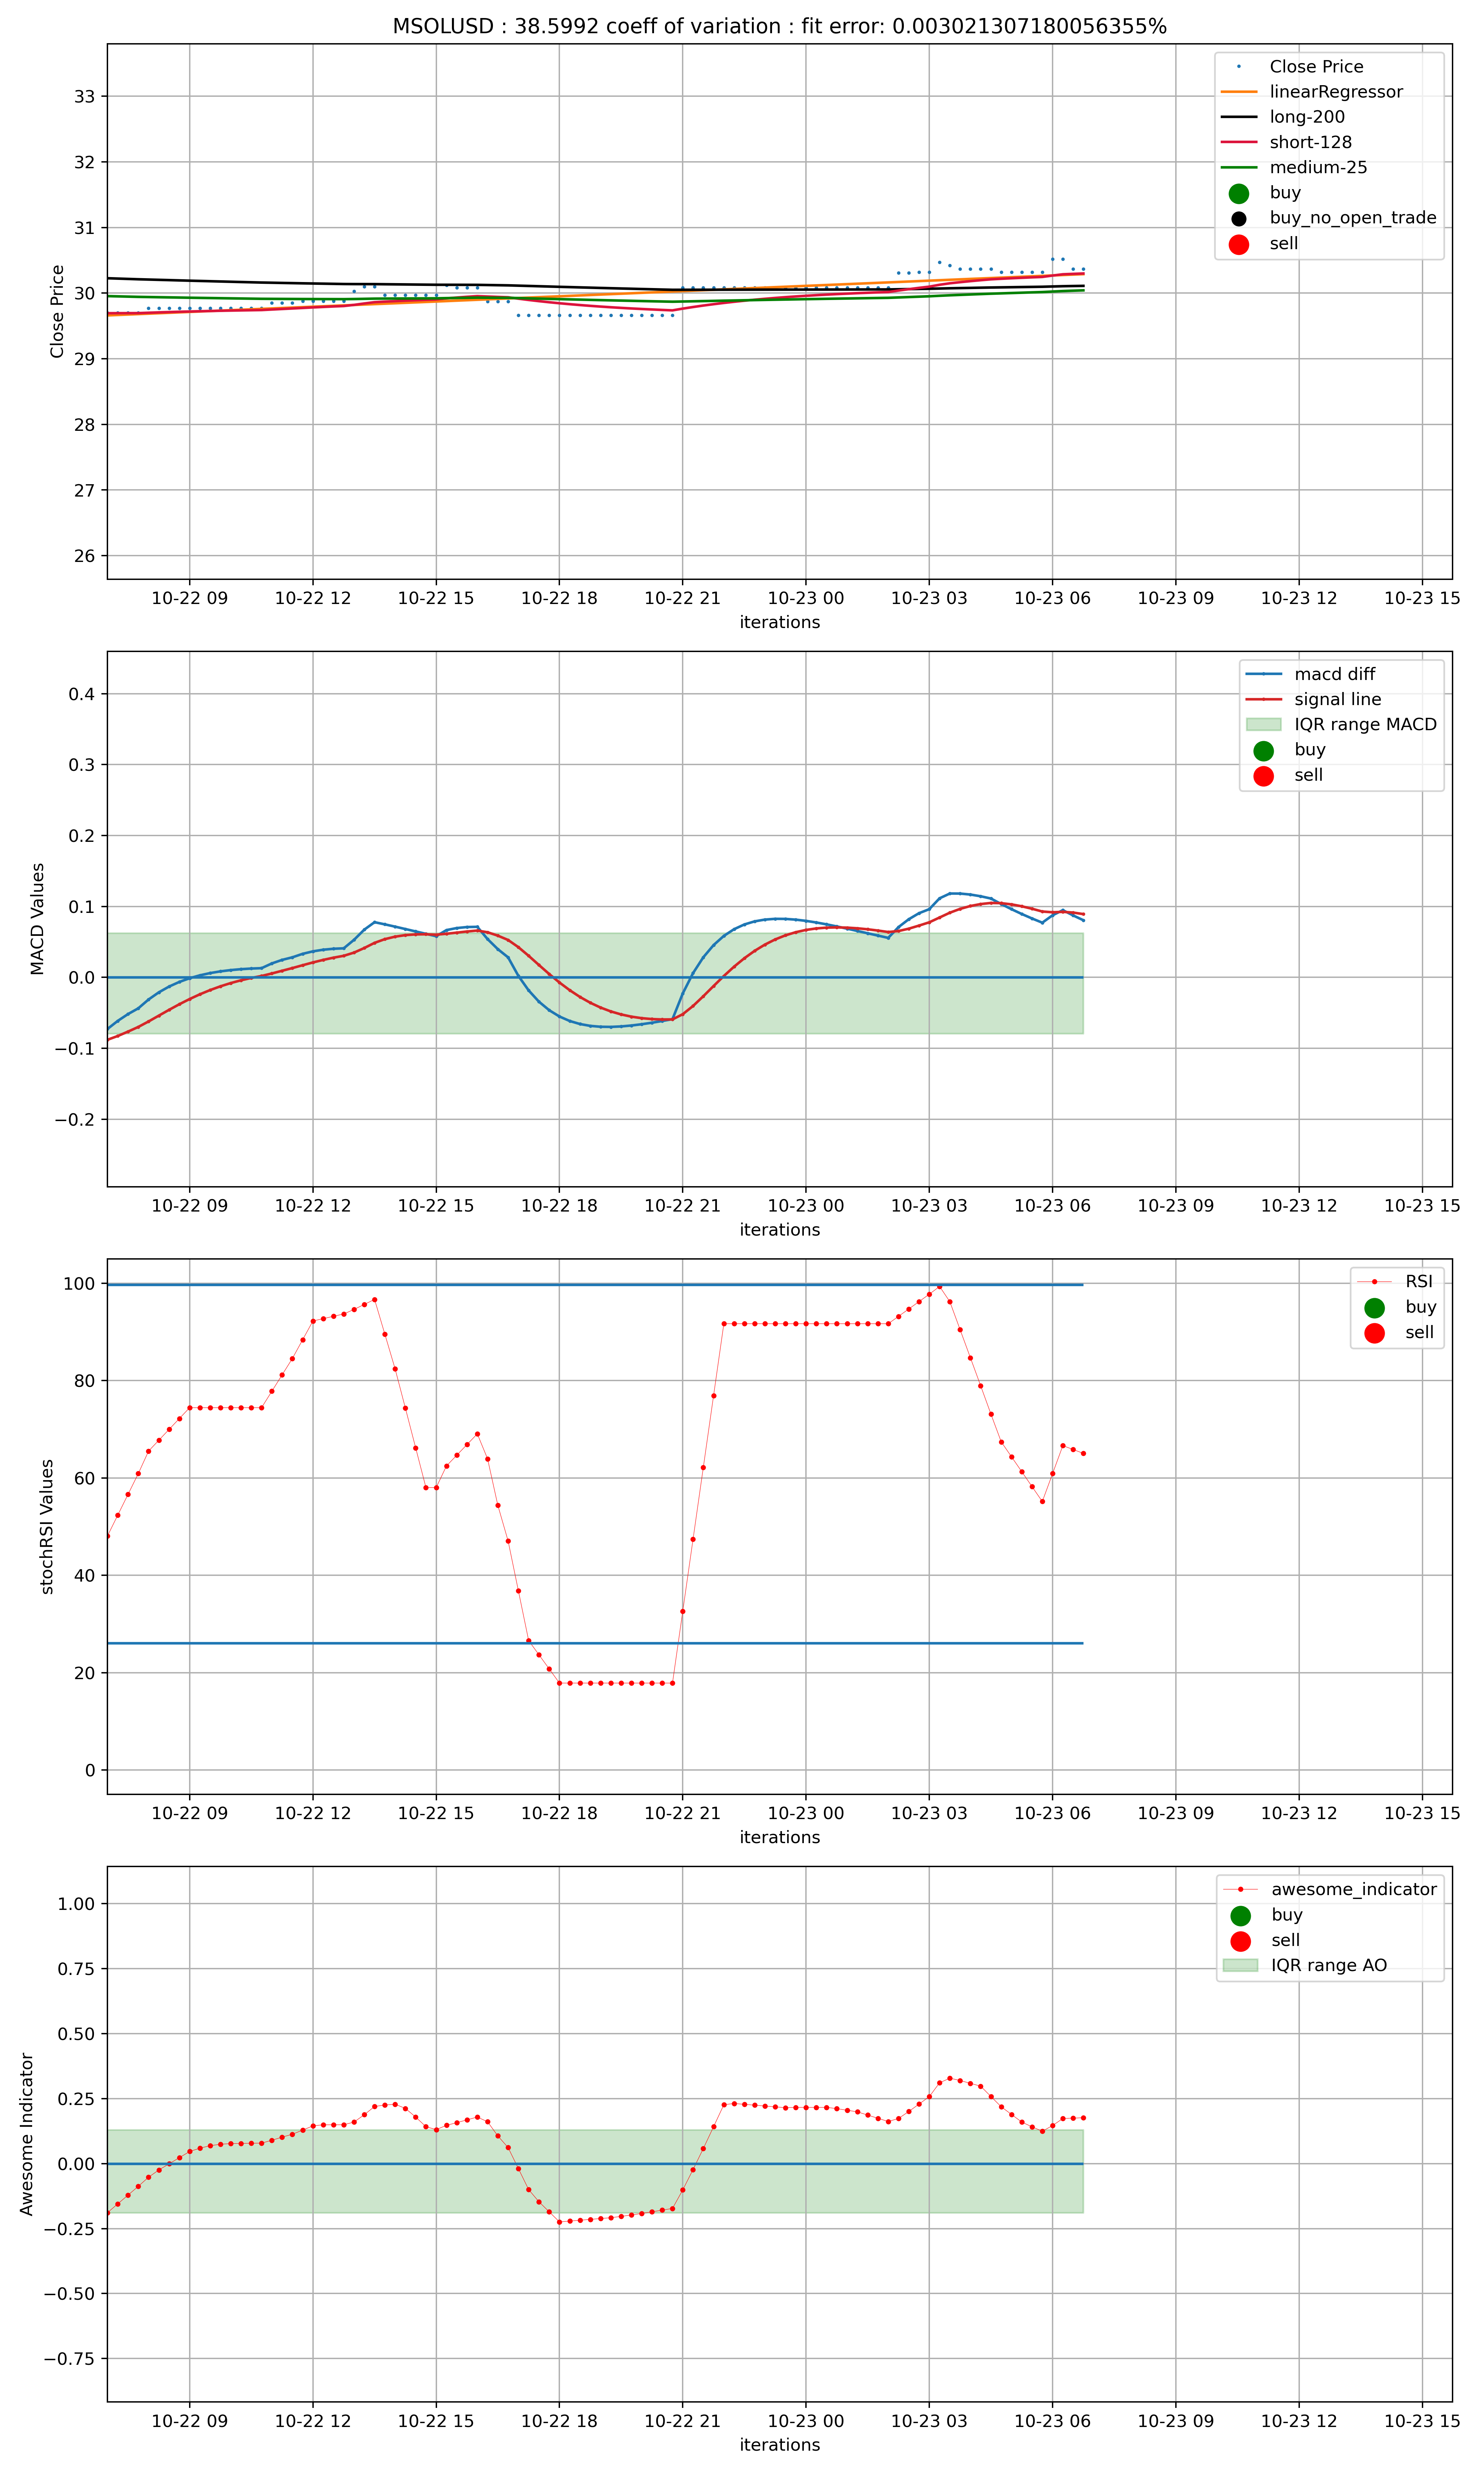 MSOLUSD : 38.5992 coeff of variation : fit error: 0.003021307180056355%
Close Price
33
32
31
30
29
28
27
26
Close Price
linearRegressor
long-200
short-128
medium-25
buy
buy_no_open_trade
sell
10-22 09 10-22 12 10-22 15 10-22 18 10-22 21 10-23 00 10-23 03 10-23 06 10-23 09 10-23 12 10-23 15
iterations
MACD Values
0.4
0.3
0.2
0.1
0.0
−0.1
−0.2
macd diff
signal line
IQR range MACD
buy
sell
10-22 09 10-22 12 10-22 15 10-22 18 10-22 21 10-23 00 10-23 03 10-23 06 10-23 09 10-23 12 10-23 15
iterations
stochRSI Values
100
80
60
40
20
0
RSI
buy
sell
10-22 09 10-22 12 10-22 15 10-22 18 10-22 21 10-23 00 10-23 03 10-23 06 10-23 09 10-23 12 10-23 15
iterations
Awesome Indicator
1.00
0.75
0.50
0.25
0.00
−0.25
−0.50
−0.75
awesome_indicator
buy
sell
IQR range AO
10-22 09 10-22 12 10-22 15 10-22 18 10-22 21 10-23 00 10-23 03 10-23 06 10-23 09 10-23 12 10-23 15
iterations